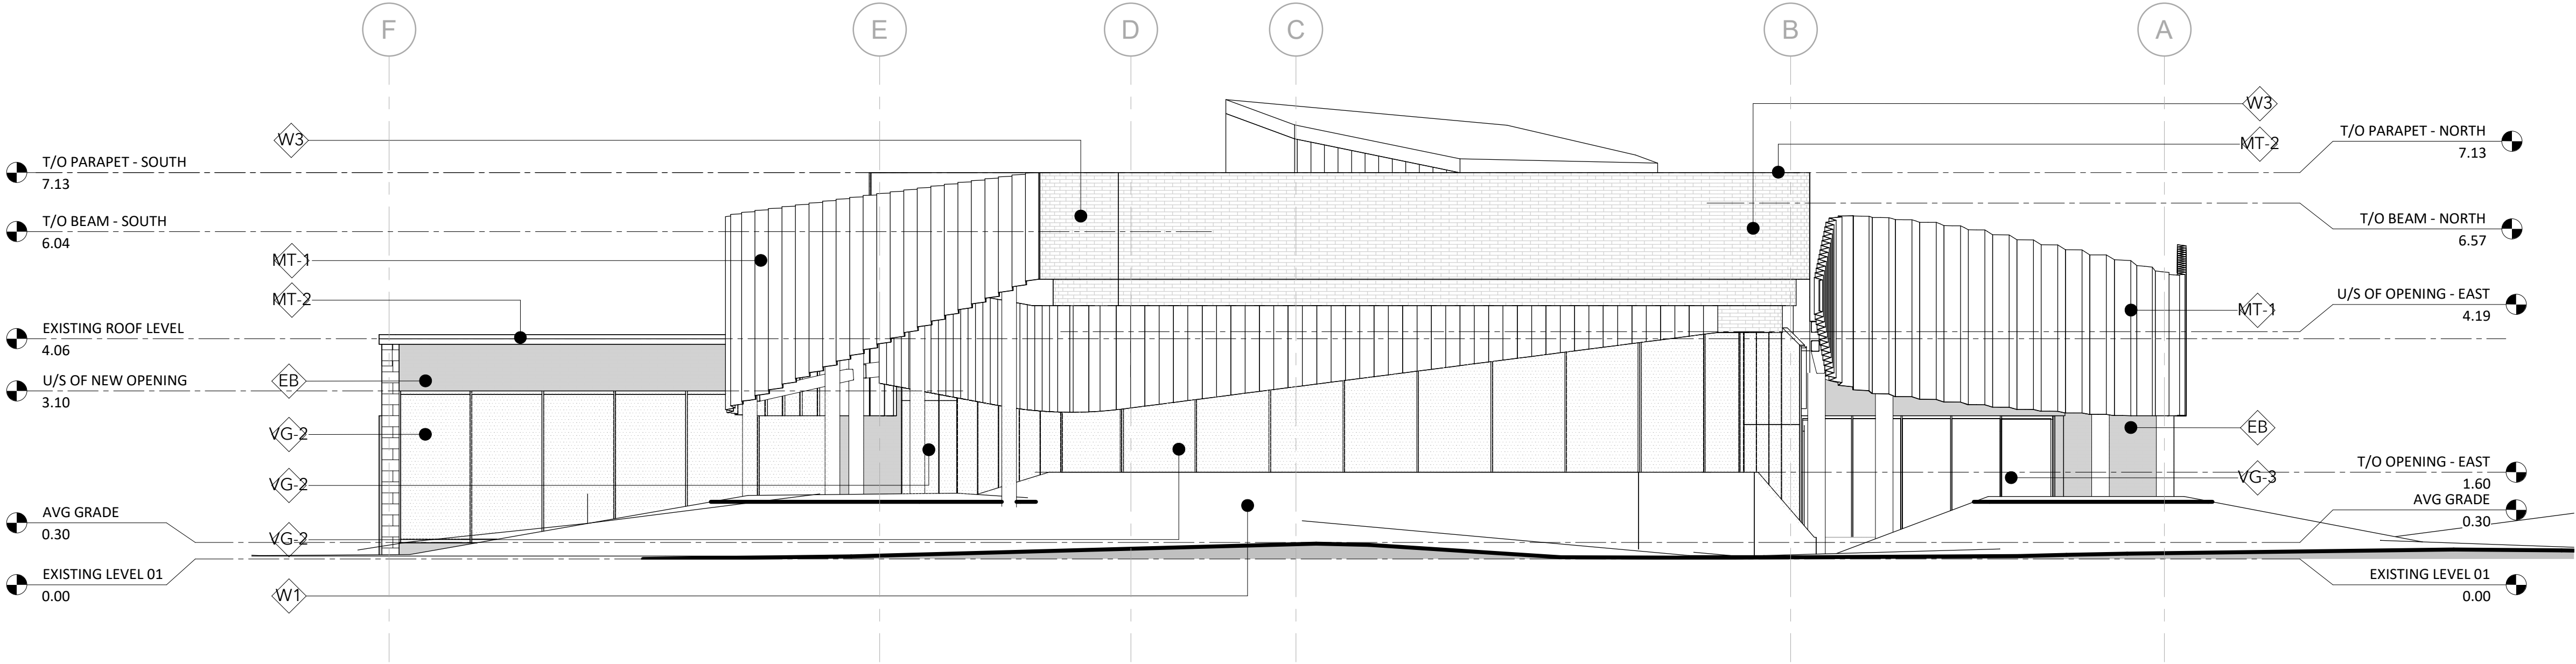 F
E
D
C
B
A
W3
T/O PARAPET - SOUTH
7.13
T/O BEAM - SOUTH
6.04
MT-1
MT-2
EXISTING ROOF LEVEL
4.06
EB
U/S OF NEW OPENING
3.10
VG-2
VG-2
AVG GRADE
0.30
VG-2
EXISTING LEVEL 01
0.00
W1
W3
T/O PARAPET - NORTH
7.13
MT-2
T/O BEAM - NORTH
6.57
U/S OF OPENING - EAST
4.19
MT-1
EB
T/O OPENING - EAST
1.60
VG-3
AVG GRADE
0.30
EXISTING LEVEL 01
0.00